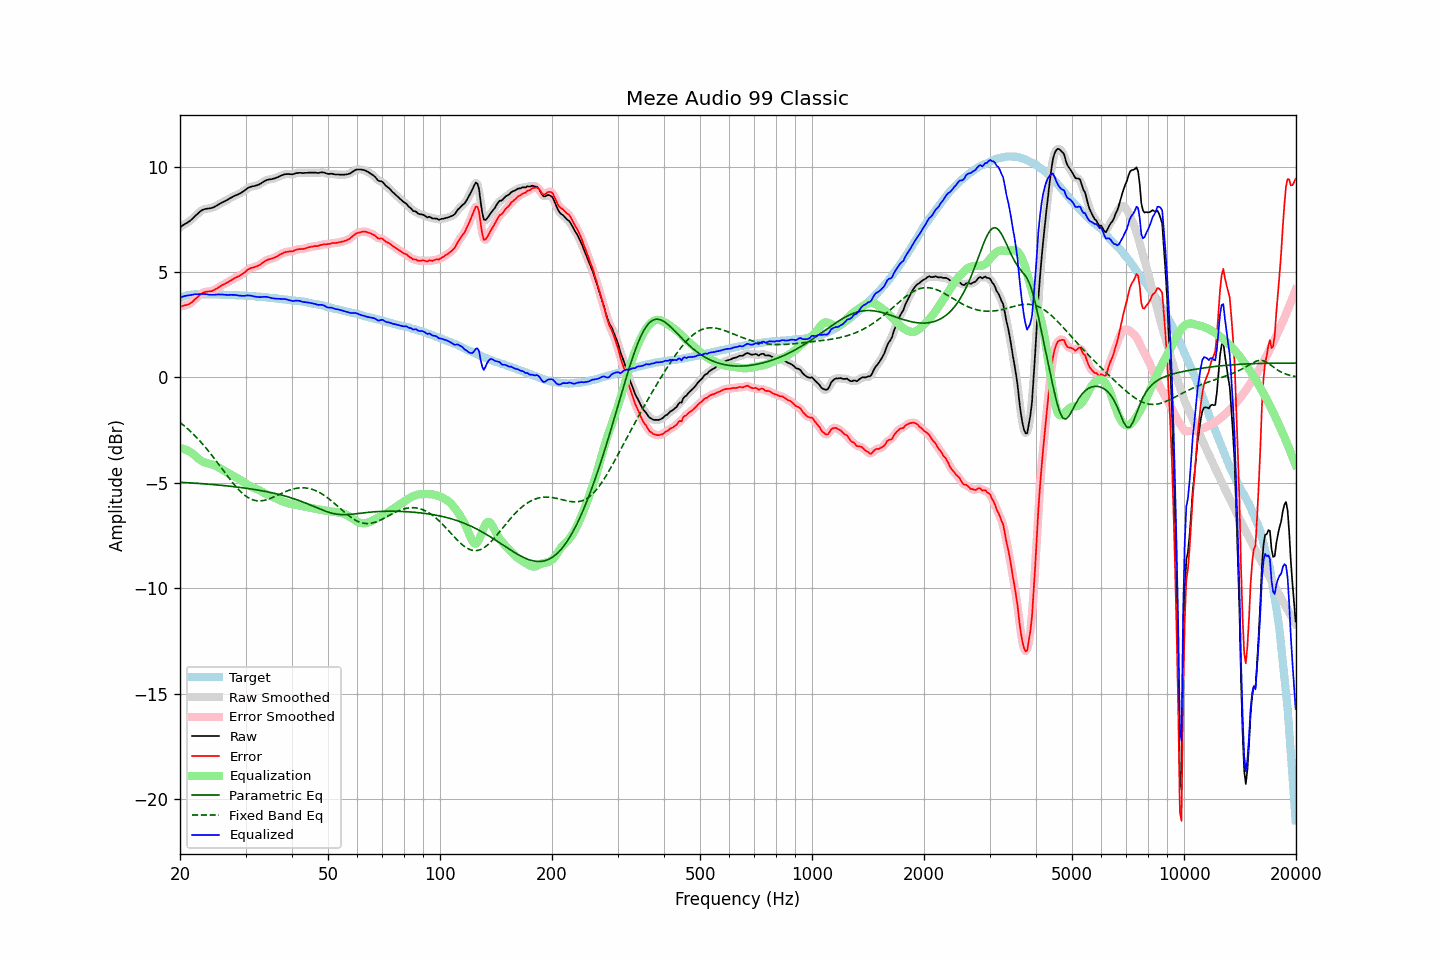 Meze Audio 99 Classic
Amplitude (dBr)
10
5
0
−5
−10
−15
−20
Target
Raw Smoothed
Error Smoothed
Raw
Error
Equalization
Parametric Eq
Fixed Band Eq
Equalized
20 50 100 200 500 1000 2000 5000 10000 20000
Frequency (Hz)